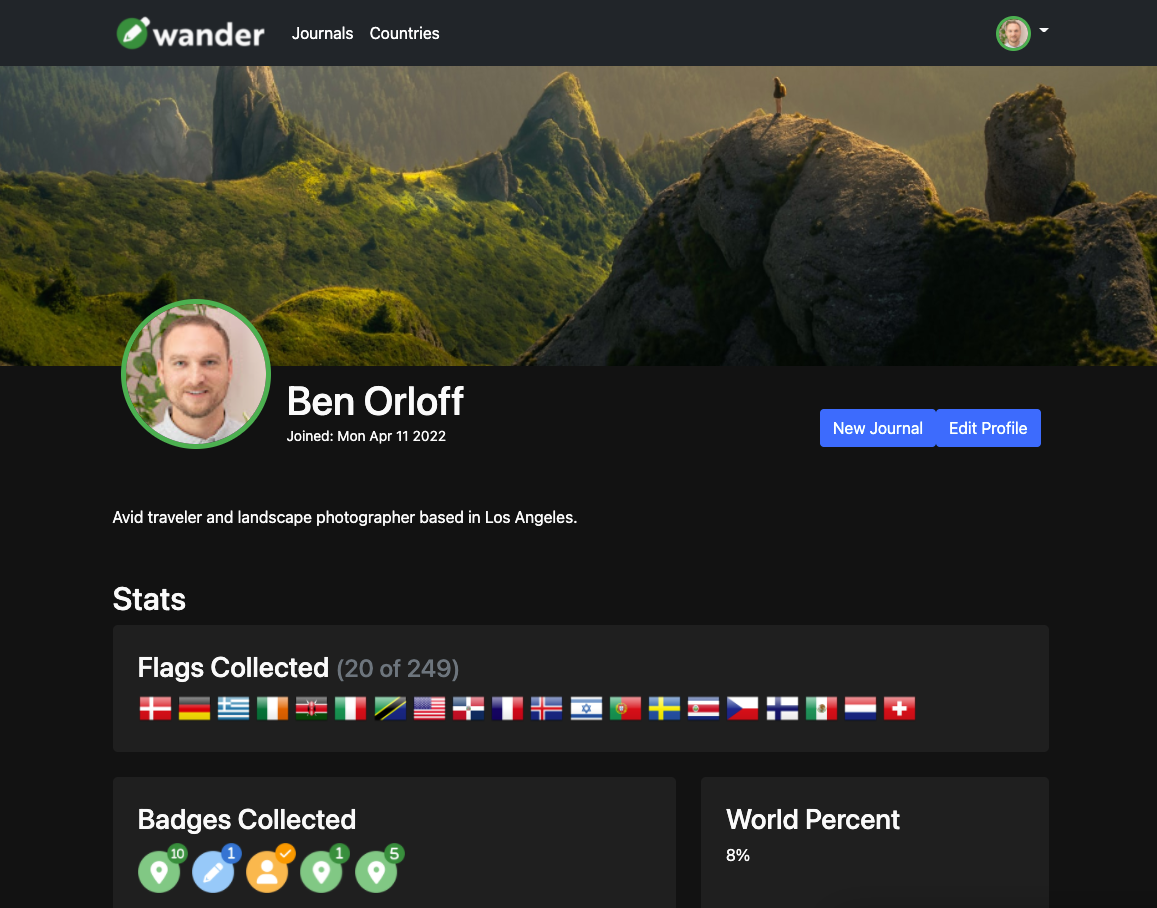 wander Journals Countries
Ben Orloff
Joined: Mon Apr 11 2022
New Journal Edit Profile
Avid traveler and landscape photographer based in Los Angeles.
Stats
Flags Collected (20 of 249)
Badges Collected
10 1 1 5
World Percent
8%